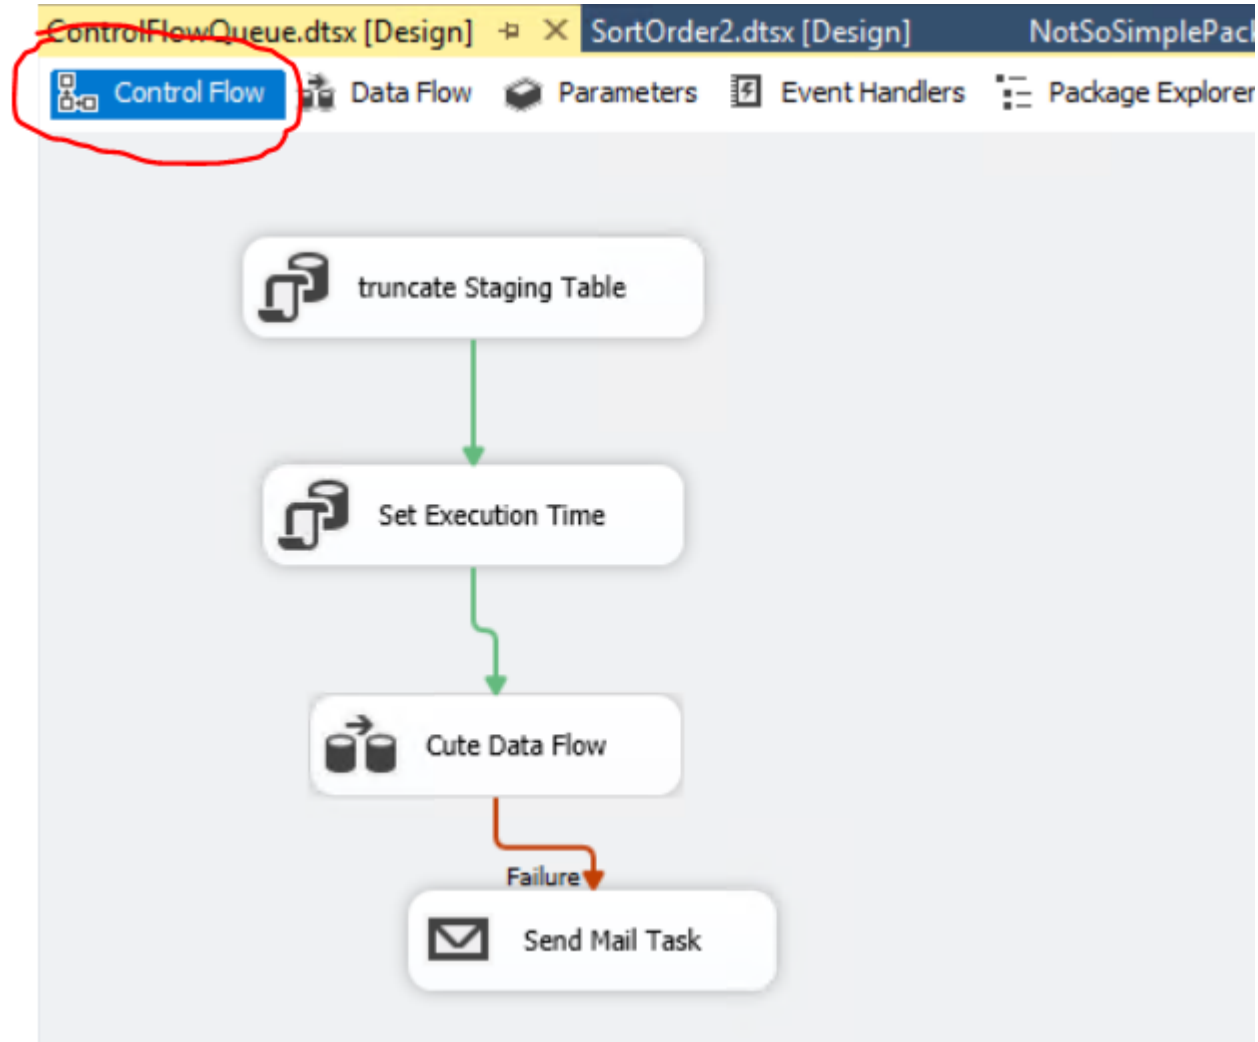 ControlFlowQueue.dtsx [Design] SortOrder2.dtsx [Design] NotSoSimplePack
Control Flow Data Flow Parameters Event Handlers Package Explorer
truncate Staging Table
Set Execution Time
Cute Data Flow
Failure
Send Mail Task